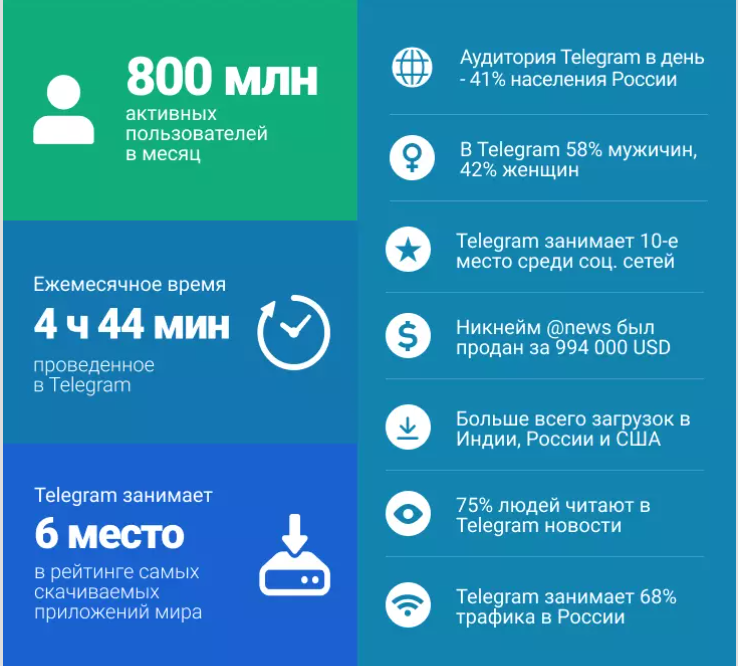 800 млн
активных
пользователей
в месяц
Ежемесячное время
4 ч 44 мин
проведенное
в Telegram
Telegram занимает
6 место
в рейтинге самых
скачиваемых
приложений мира
Аудитория Telegram в день
- 41% населения России
В Telegram 58% мужичин,
42% женщин
Telegram занимает 10-е
место среди соц. сетей
Никнейм @news был
продан за 994 000 USD
Больше всего загрузок в
Индии, России и США
75% людей читают в
Telegram новости
Telegram занимает 68%
трафика в России